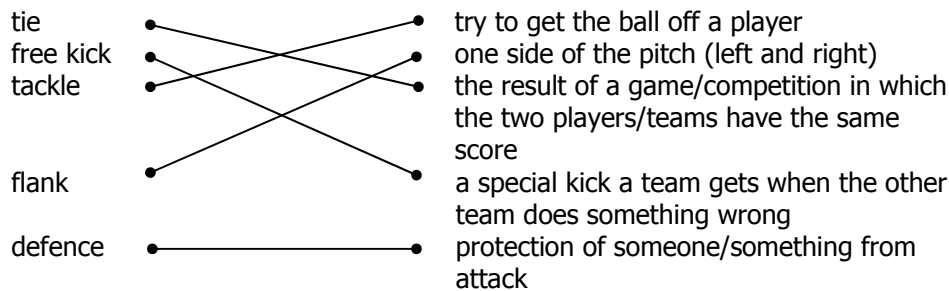 tie
try to get the ball off a player
free kick
one side of the pitch (left and right)
tackle
the result of a game/competition in which
the two players/teams have the same
score
flank
a special kick a team gets when the other
team does something wrong
defence
protection of someone/something from
attack